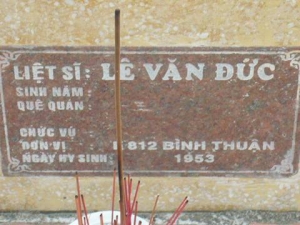 LIỆT SĨ: LÊ VĂN ĐỨC
SINH NĂM :
QUÊ QUÁN :
CHỨC VỤ :
ĐƠN VỊ : 812 BÌNH THUẬN
NGÀY HY SINH: 1953